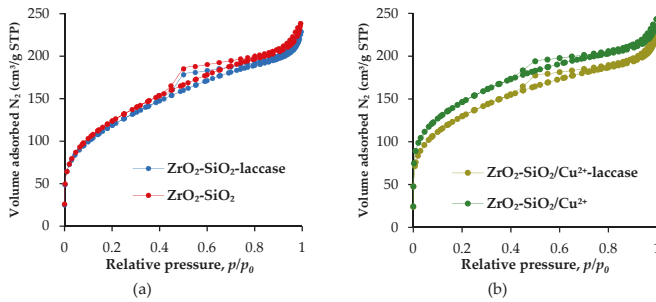 (a)
Volume adsorbed N₂ (cm³/g STP)
250
200
150
100
50
0
0
0.2
0.4
0.6
0.8
1
ZrO₂-SiO₂-laccase
ZrO₂-SiO₂
Relative pressure, p/p₀
(a)
(b)
Volume adsorbed N₂ (cm³/g STP)
250
200
150
100
50
0
0
0.2
0.4
0.6
0.8
1
ZrO₂-SiO₂/Cu²⁺-laccase
ZrO₂-SiO₂/Cu²⁺
Relative pressure, p/p₀
(b)